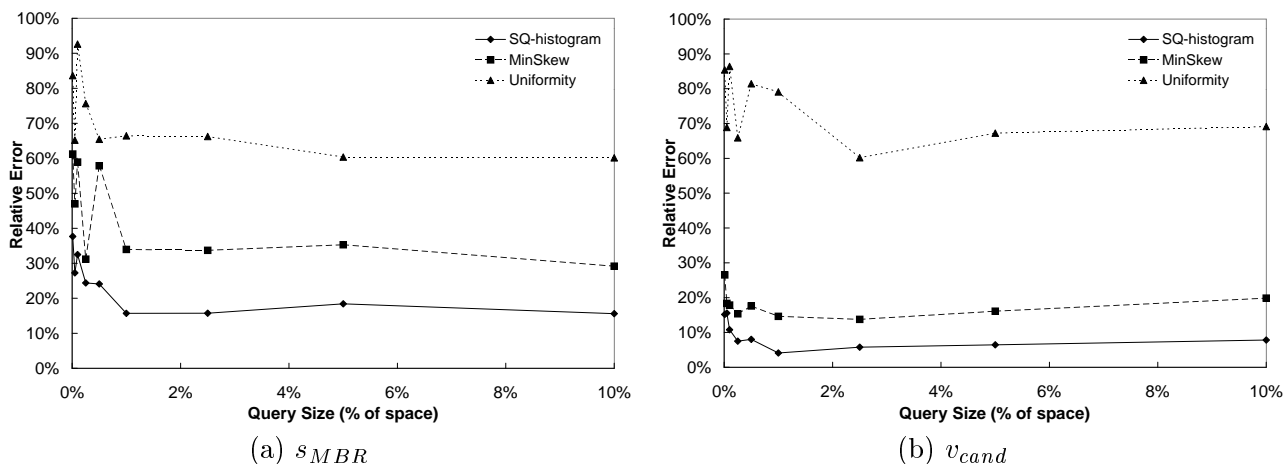 100%
90%
80%
70%
60%
50%
40%
30%
20%
10%
0%
Relative Error
SQ-histogram
MinSkew
Uniformity
0% 2% 4% 6% 8% 10%
Query Size (% of space)
(a) s_MBR
100%
90%
80%
70%
60%
50%
40%
30%
20%
10%
0%
Relative Error
SQ-histogram
MinSkew
Uniformity
0% 2% 4% 6% 8% 10%
Query Size (% of space)
(b) v_cand